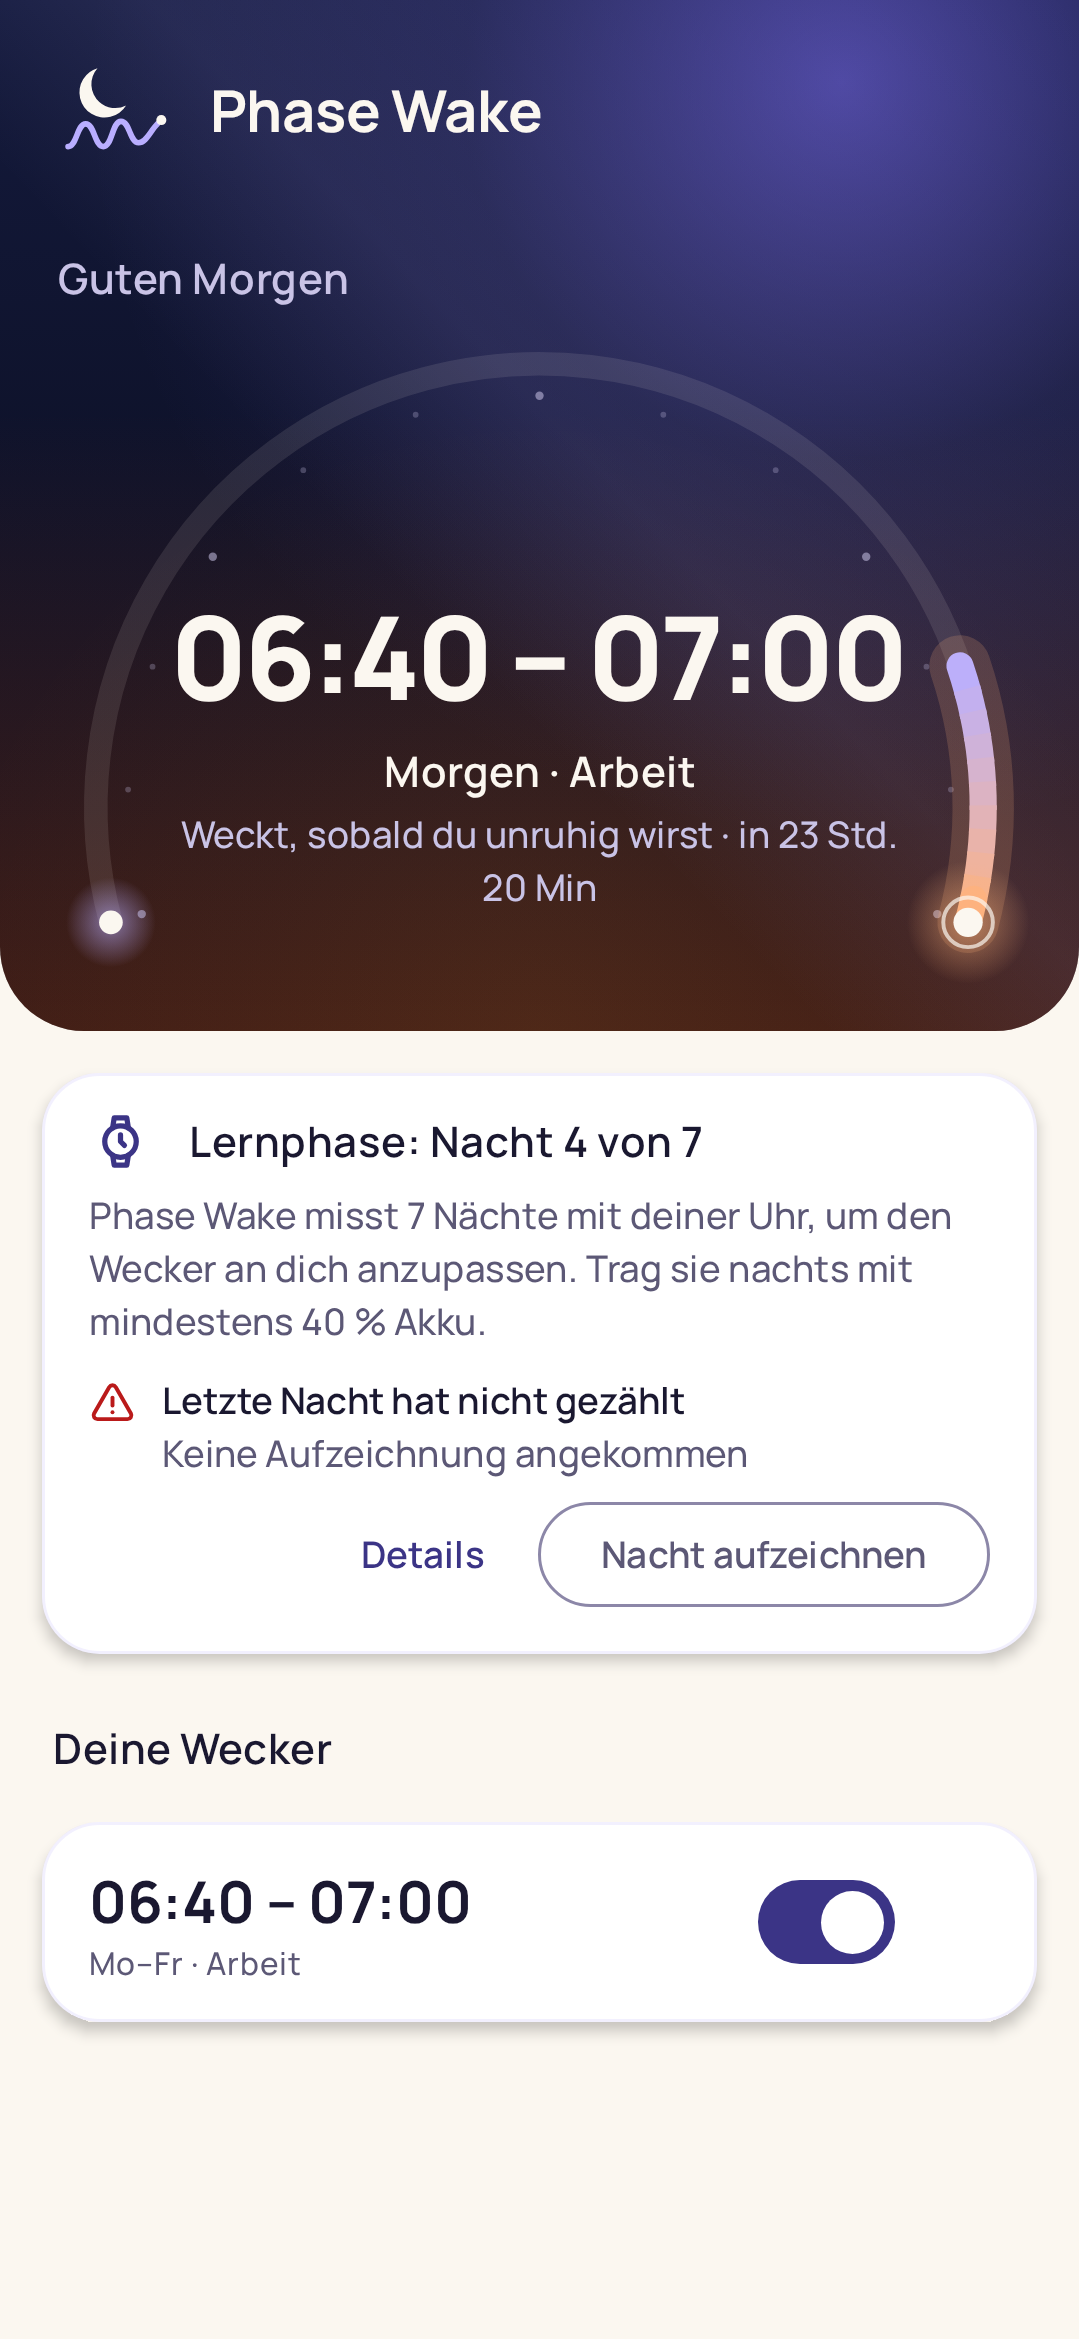 Phase Wake
Guten Morgen
06:40 – 07:00
Morgen · Arbeit
Weckt, sobald du unruhig wirst · in 23 Std.
20 Min
Lernphase: Nacht 4 von 7
Phase Wake misst 7 Nächte mit deiner Uhr, um den
Wecker an dich anzupassen. Trag sie nachts mit
mindestens 40 % Akku.
Letzte Nacht hat nicht gezählt
Keine Aufzeichnung angekommen
Details
Nacht aufzeichnen
Deine Wecker
06:40 – 07:00
Mo–Fr · Arbeit